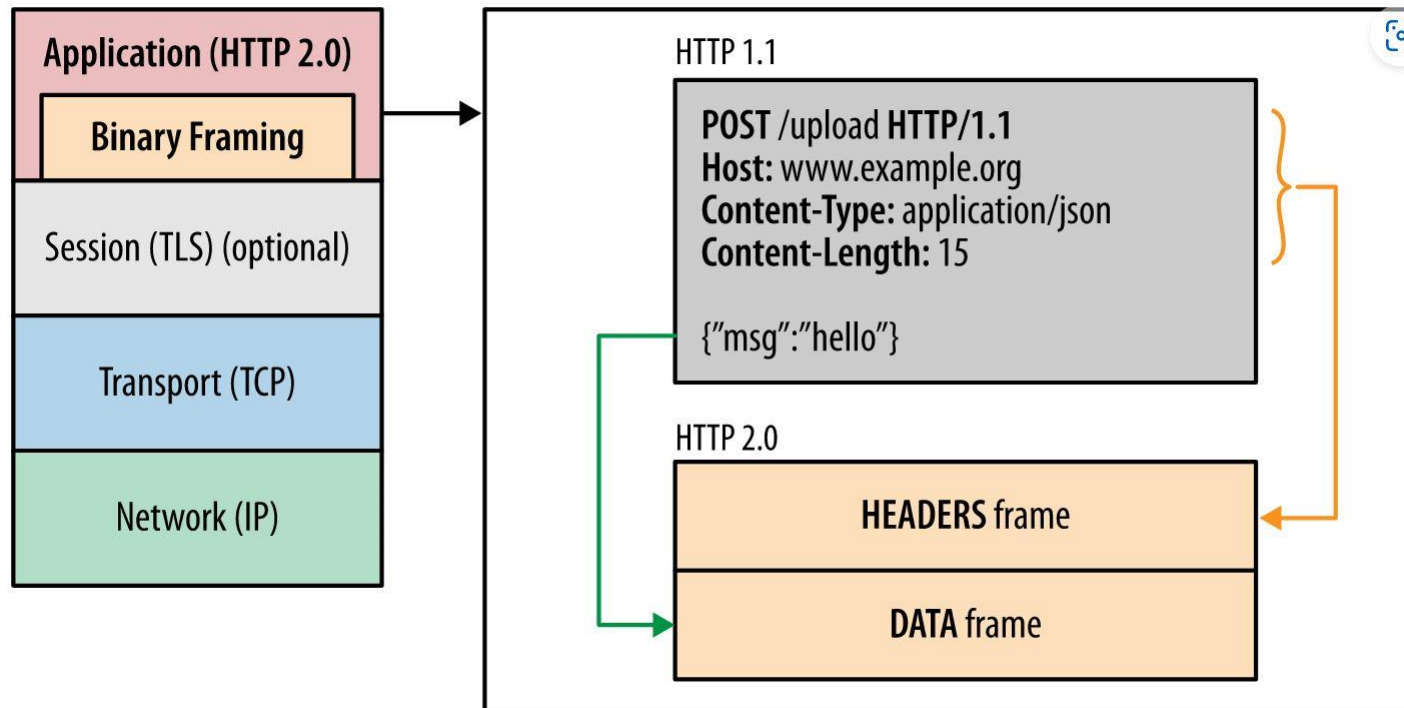 Application (HTTP 2.0)
Binary Framing
Session (TLS) (optional)
Transport (TCP)
Network (IP)
HTTP 1.1
POST /upload HTTP/1.1
Host: www.example.org
Content-Type: application/json
Content-Length: 15
{”msg”:”hello”}
HTTP 2.0
HEADERS frame
DATA frame